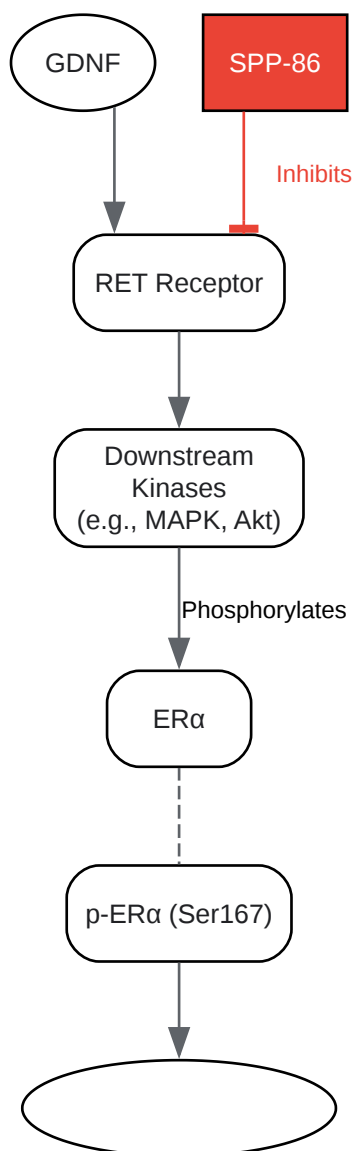 GDNF
SPP-86
Inhibits
RET Receptor
Downstream
Kinases
(e.g., MAPK, Akt)
Phosphorylates
ERα
p-ERα (Ser167)